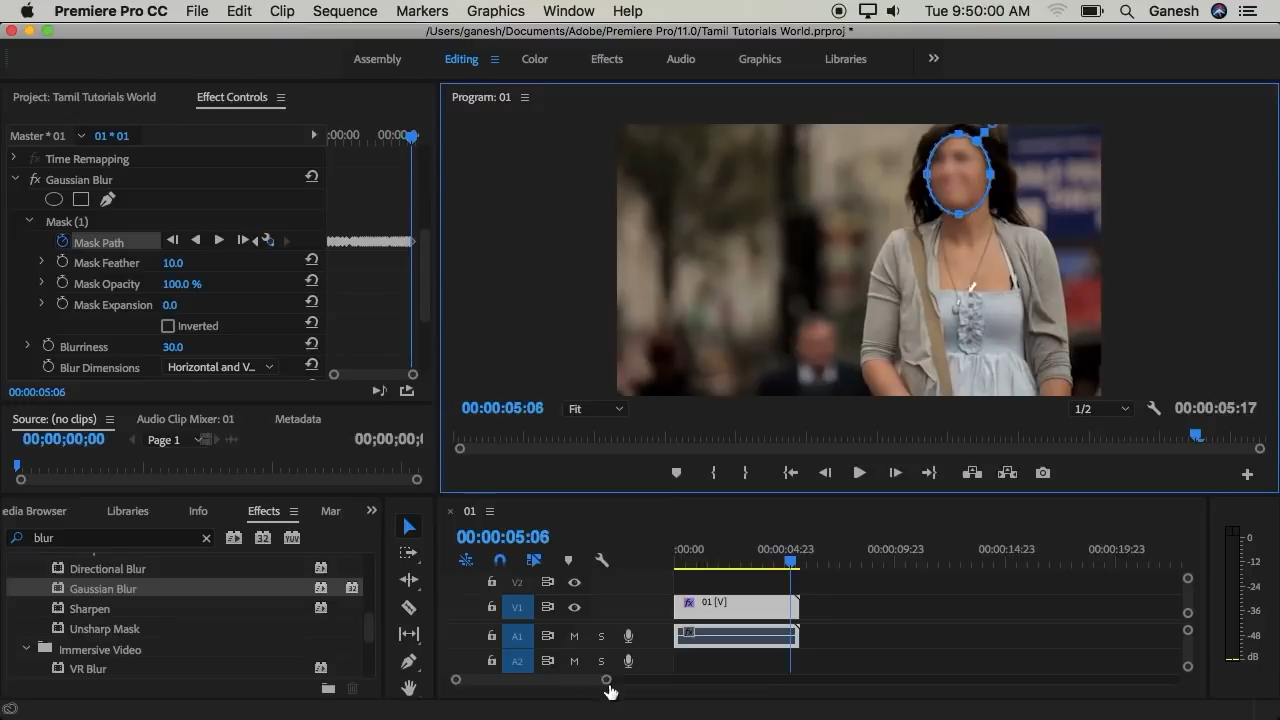 Premiere Pro CC File Edit Clip Sequence Markers Graphics Window Help Tue 9:50:00 AM Ganesh
/Users/ganesh/Documents/Adobe/Premiere Pro/11.0/Tamil Tutorials World.prproj *
Assembly Editing Color Effects Audio Graphics Libraries
Project: Tamil Tutorials World Effect Controls
Master * 01 01 * 01 :00:00
Time Remapping
fx Gaussian Blur
Mask (1)
Mask Path
Mask Feather 10.0
Mask Opacity 100.0 %
Mask Expansion 0.0
Inverted
Blurriness 30.0
Blur Dimensions Horizontal and V...
00:00:05:06
Program: 01
00:00:05:06 Fit 1/2 00:00:05:17
Source: (no clips) Audio Clip Mixer: 01 Metadata
00;00;00;00 Page 1 00;00;00;
edia Browser Libraries Info Effects Mar
blur 32 YUV
Directional Blur
Gaussian Blur 32
Sharpen
Unsharp Mask
Immersive Video
VR Blur
01
00:00:05:06
:00:00 00:00:04:23 00:00:09:23 00:00:14:23 00:00:19:23
V2
V1 fx 01 [V]
A1 M S fx
A2 M S
0
-12
-24
-36
-48
dB